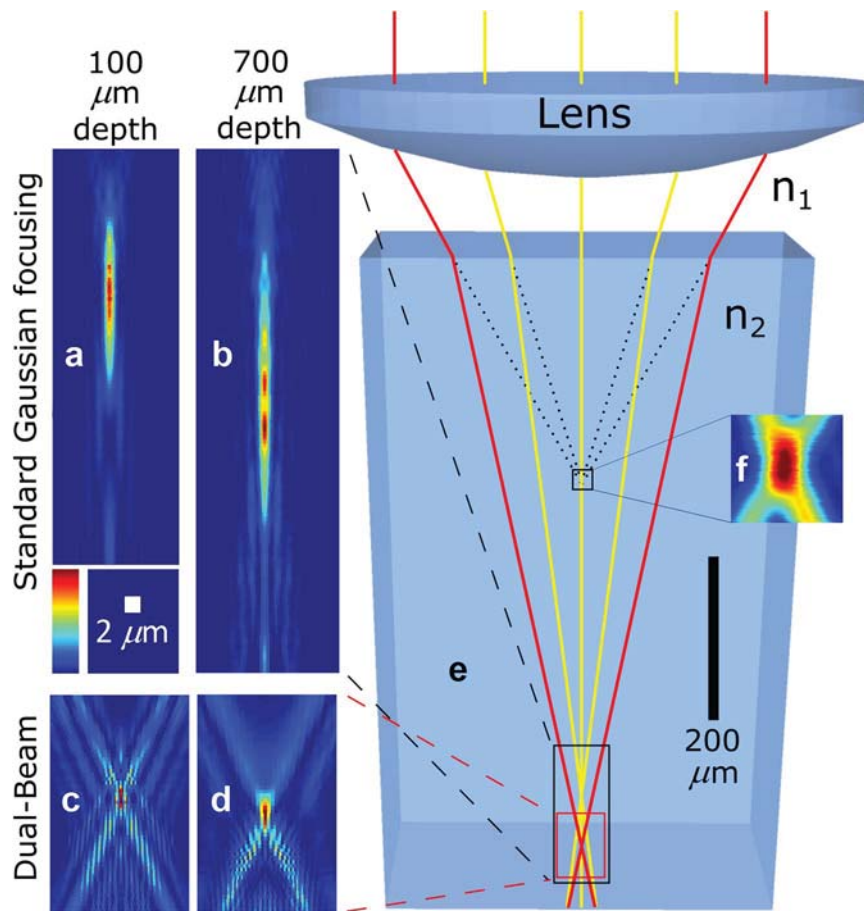 100
μm
depth
700
μm
depth
Lens
n1
n2
Standard Gaussian focusing
a
b
f
2 μm
e
200
μm
Dual-Beam
c
d